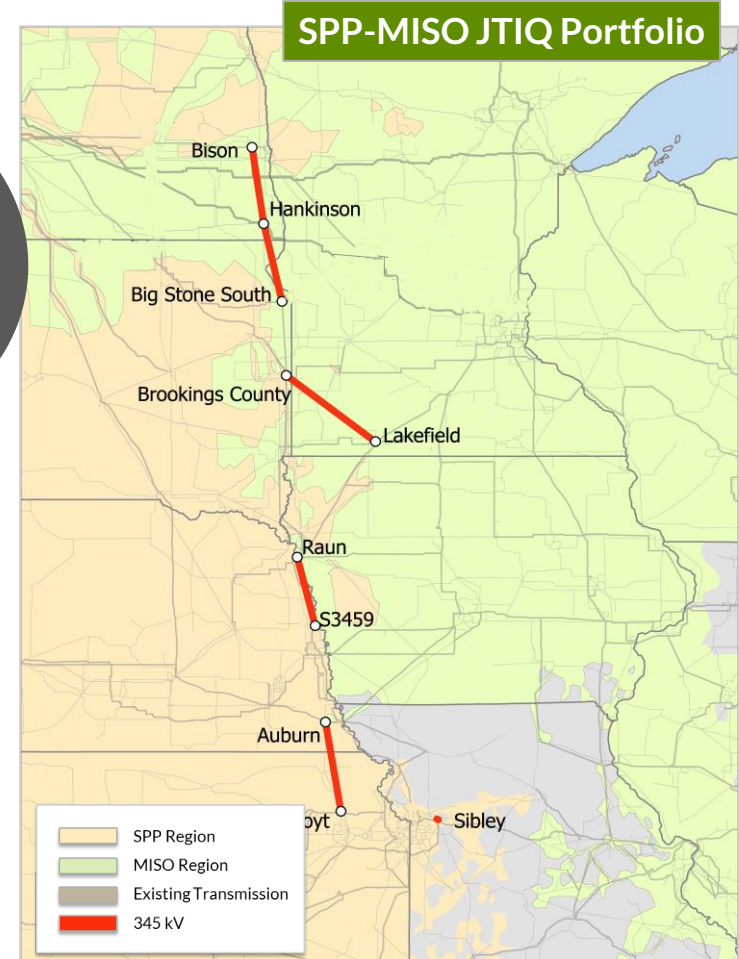 SPP-MISO JTIQ Portfolio
Bison
Hankinson
Big Stone South
Brookings County
Lakefield
Raun
S3459
Auburn
oyt
Sibley
SPP Region
MISO Region
Existing Transmission
345 kV